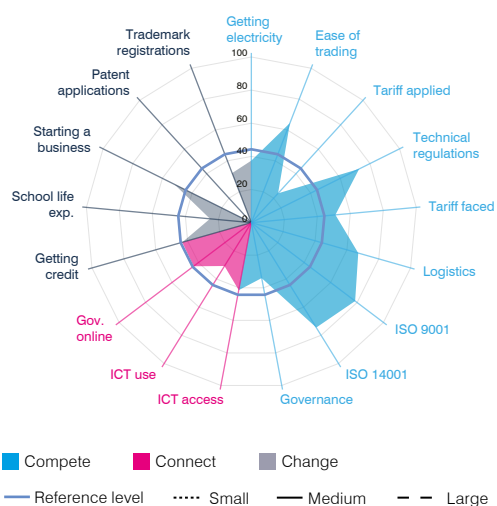 Getting
electricity
Ease of
trading
Tariff applied
Technical
regulations
Tariff faced
Logistics
ISO 9001
ISO 14001
Governance
ICT access
ICT use
Gov.
online
Getting
credit
School life
exp.
Starting a
business
Patent
applications
Trademark
registrations
100
80
60
40
20
0
Compete Connect Change
Reference level Small Medium Large